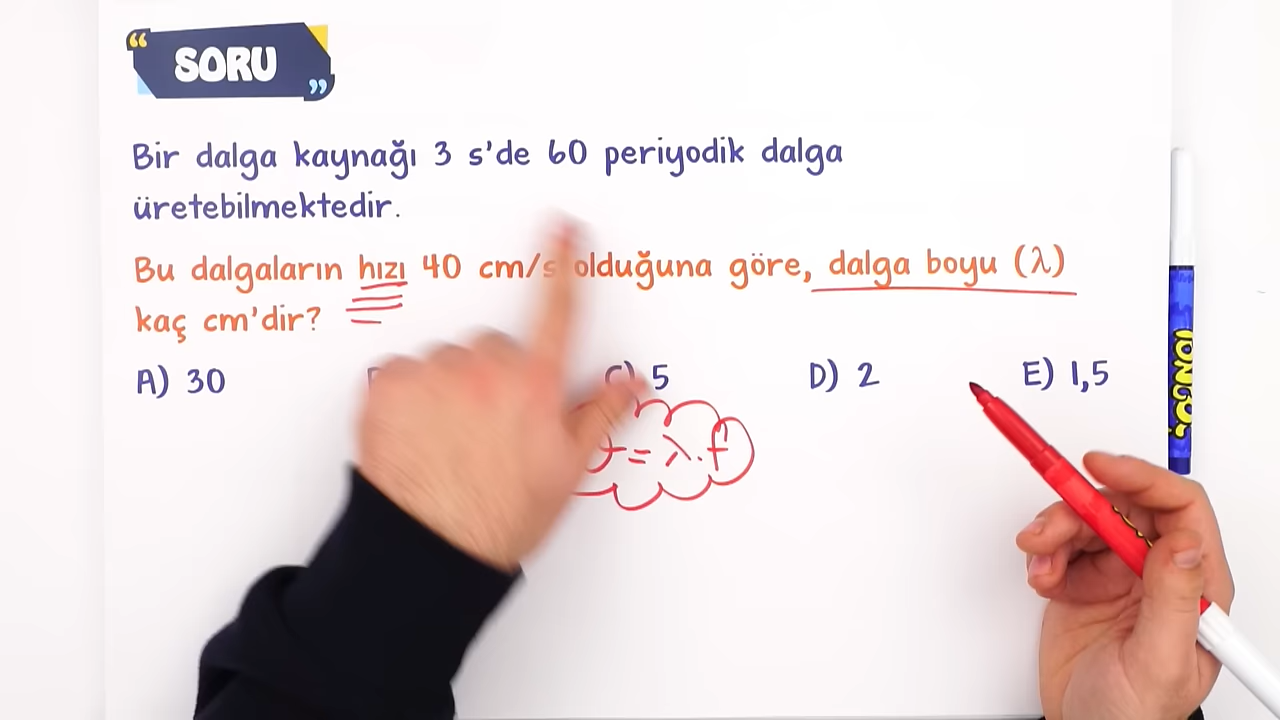 SORU
Bir dalga kaynağı 3 s'de 60 periyodik dalga
üretebilmektedir.
Bu dalgaların hızı 40 cm/s olduğuna göre, dalga boyu (λ)
kaç cm'dir?
A) 30 C) 5 D) 2 E) 1,5
= λ.f